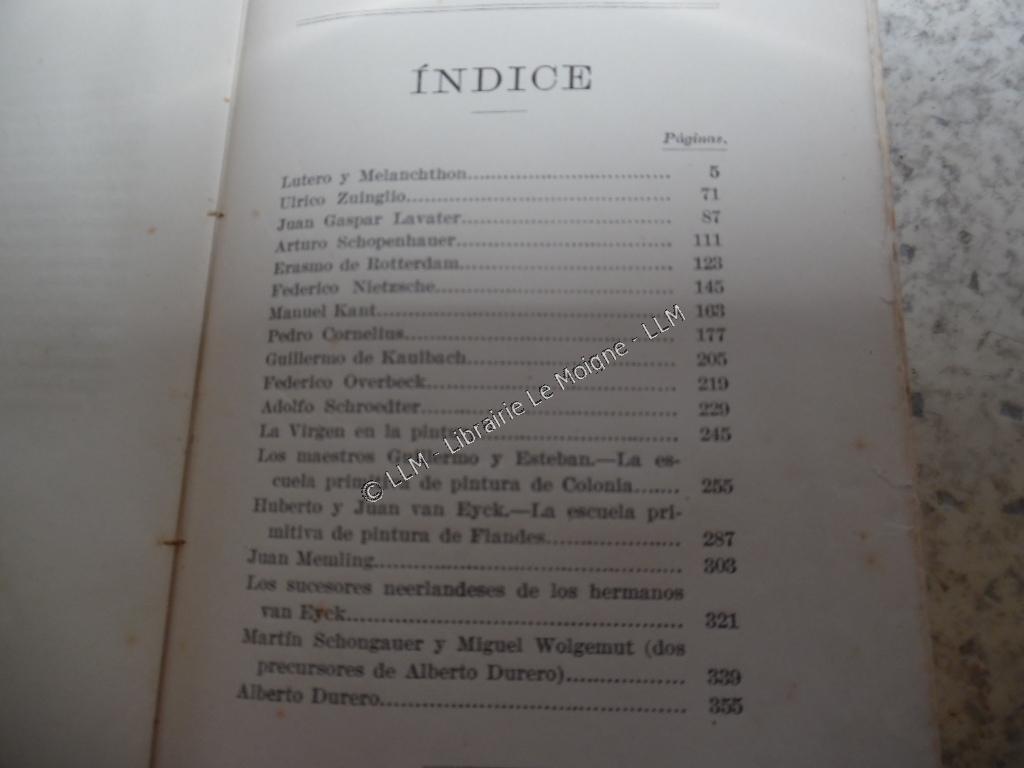 ÍNDICE
Páginas.
Lutero y Melanchthon................................ 5
Ulrico Zuinglio........................................ 71
Juan Gaspar Lavater................................ 87
Arturo Schopenhauer................................ 111
Erasmo de Rotterdam................................ 123
Federico Nietzsche................................ 145
Manuel Kant........................................ 163
Pedro Cornelius........................................ 177
Guillermo de Kaulbach................................ 205
Federico Overbeck................................ 219
Adolfo Schroedter................................ 229
La Virgen en la pintura................................ 245
Los maestros Guillermo y Esteban.—La es-
cuela primitiva de pintura de Colonia....... 255
Huberto y Juan van Eyck.—La escuela pri-
mitiva de pintura de Flandes..................... 287
Juan Memling................................................ 303
Los sucesores neerlandeses de los hermanos
van Eyck................................................ 321
Martín Schongauer y Miguel Wolgemut (dos
precursores de Alberto Durero)................. 339
Alberto Durero................................................ 355
© LLM - Librairie Le Moigne - LLM